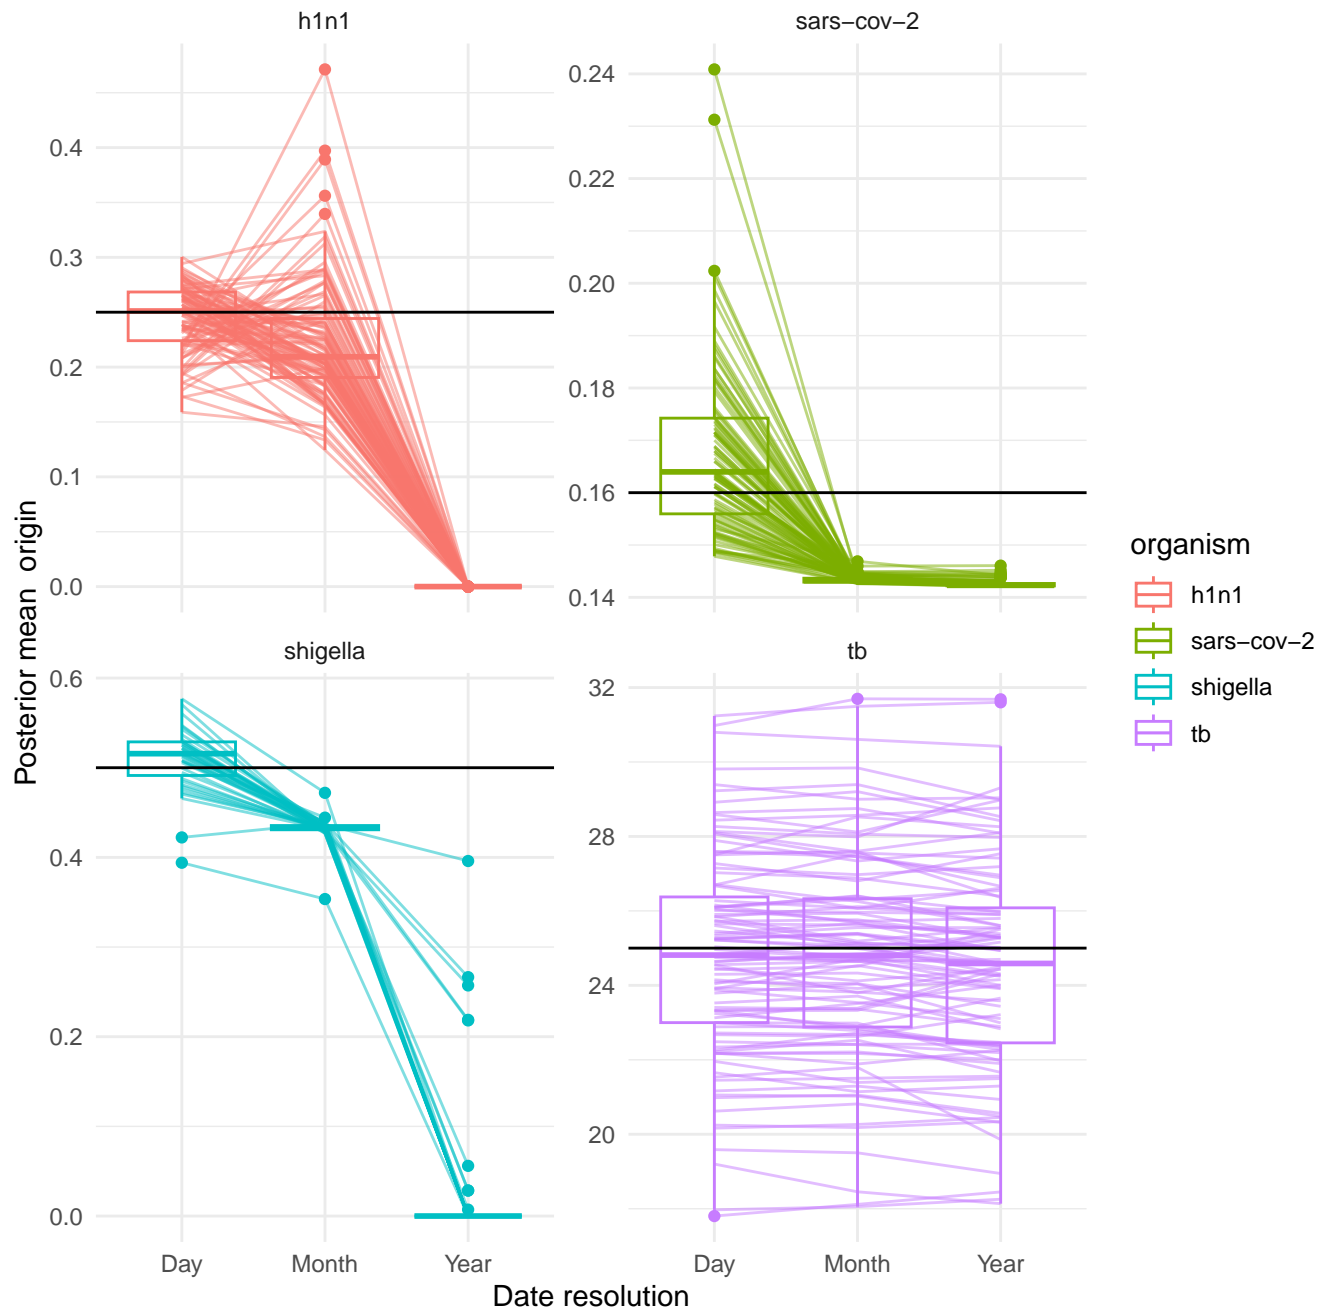 h1n1
sars−cov−2
0.4
0.3
0.2
0.1
0.0
0.24
0.22
0.20
0.18
0.16
0.14
shigella
tb
0.6
0.4
0.2
0.0
32
28
24
20
Day
Month
Year
Day
Month
Year
Date resolution
Posterior mean  origin
organism
h1n1
sars−cov−2
shigella
tb